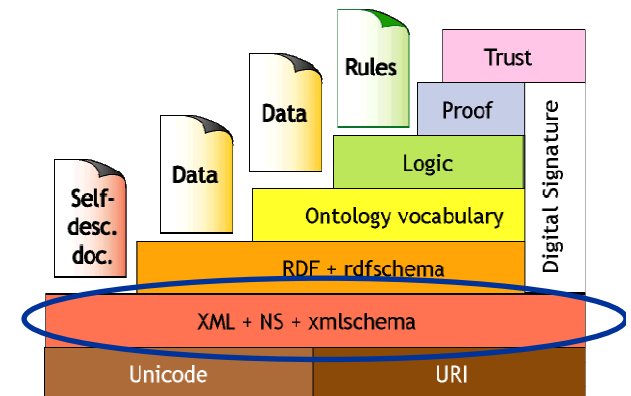 Trust
Rules
Proof
Data
Logic
Digital Signature
Data
Self-
desc.
doc.
Ontology vocabulary
RDF + rdfschema
XML + NS + xmlschema
Unicode
URI